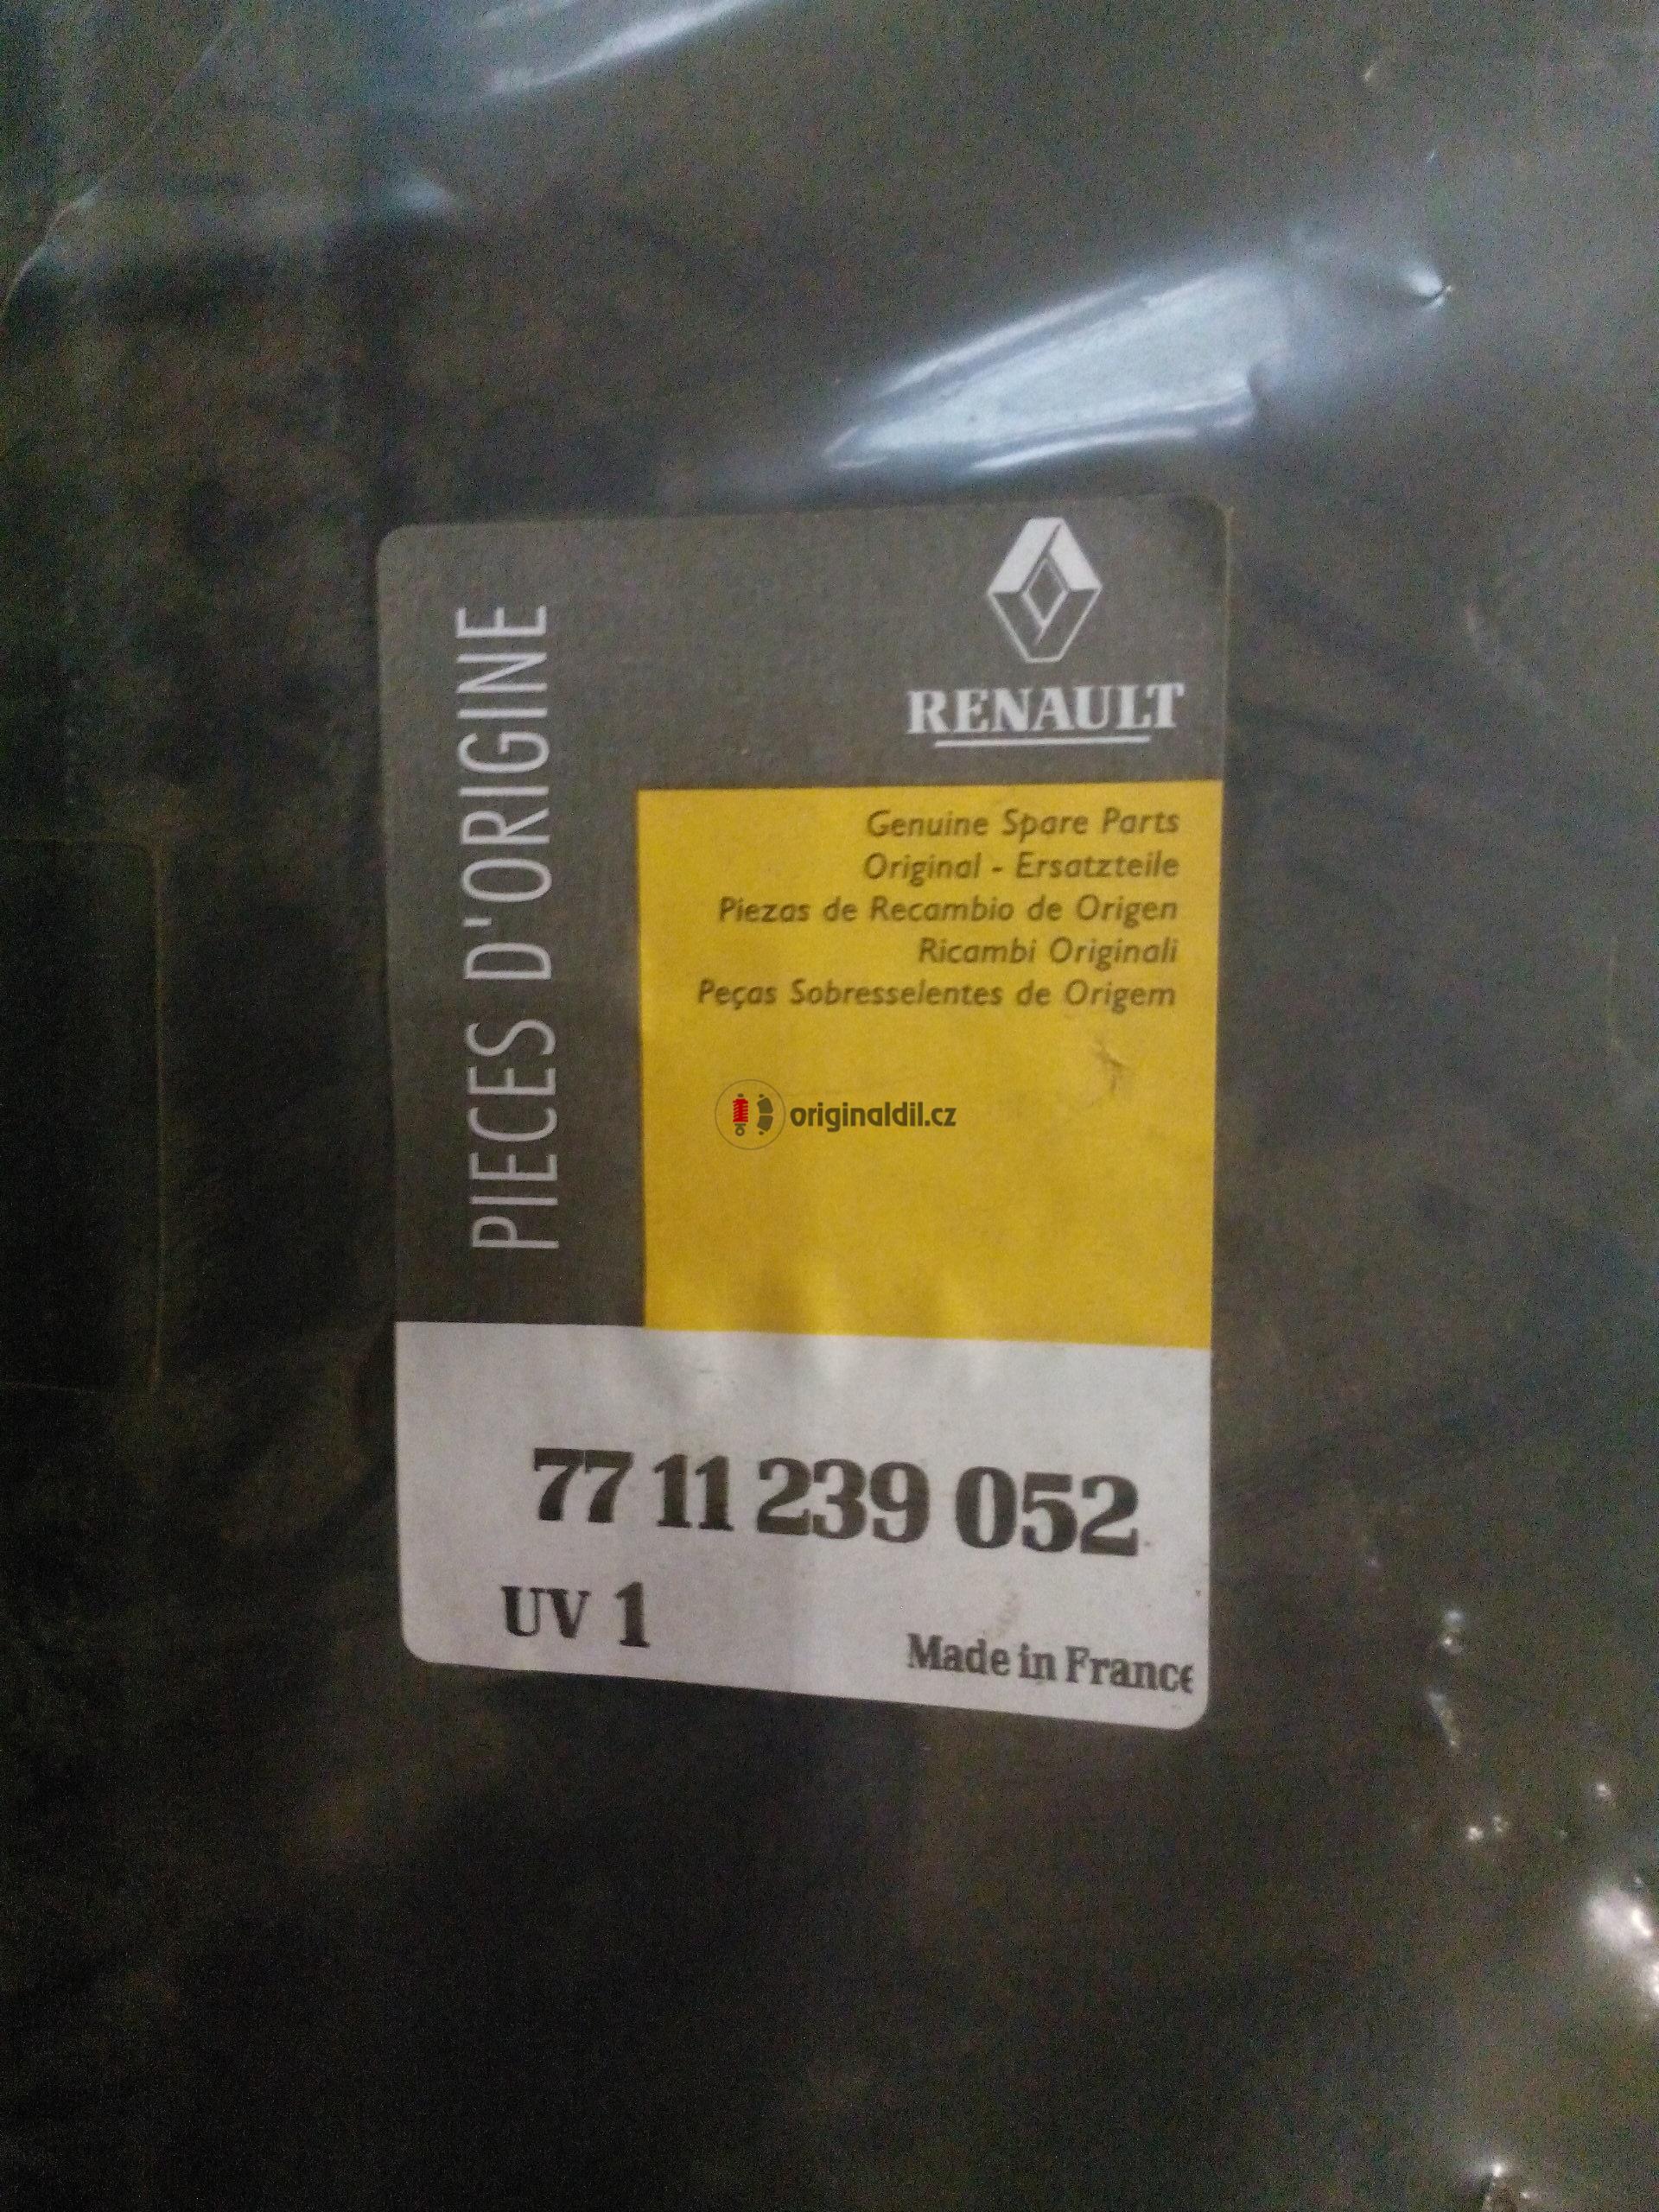 PIECES D'ORIGINE
RENAULT
Genuine Spare Parts
Original - Ersatzteile
Piezas de Recambio de Origen
Ricambi Originali
Peças Sobresselentes de Origem
originaldil.cz
77 11 239 052
UV 1
Made in France